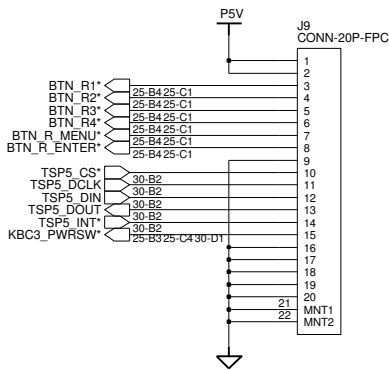 P5V
J9
CONN-20P-FPC
1
2
BTN_R1* 25-B4 25-C1 3
BTN_R2* 25-B4 25-C1 4
BTN_R3* 25-B4 25-C1 5
BTN_R4* 25-B4 25-C1 6
BTN_R_MENU* 25-B4 25-C1 7
BTN_R_ENTER* 25-B4 25-C1 8
9
TSP5_CS* 30-B2 10
TSP5_DCLK 30-B2 11
TSP5_DIN 30-B2 12
TSP5_DOUT 30-B2 13
TSP5_INT* 30-B2 14
KBC3_PWRSW* 25-B3 25-C4 30-D1 15
16
17
18
19
20
21 MNT1
22 MNT2